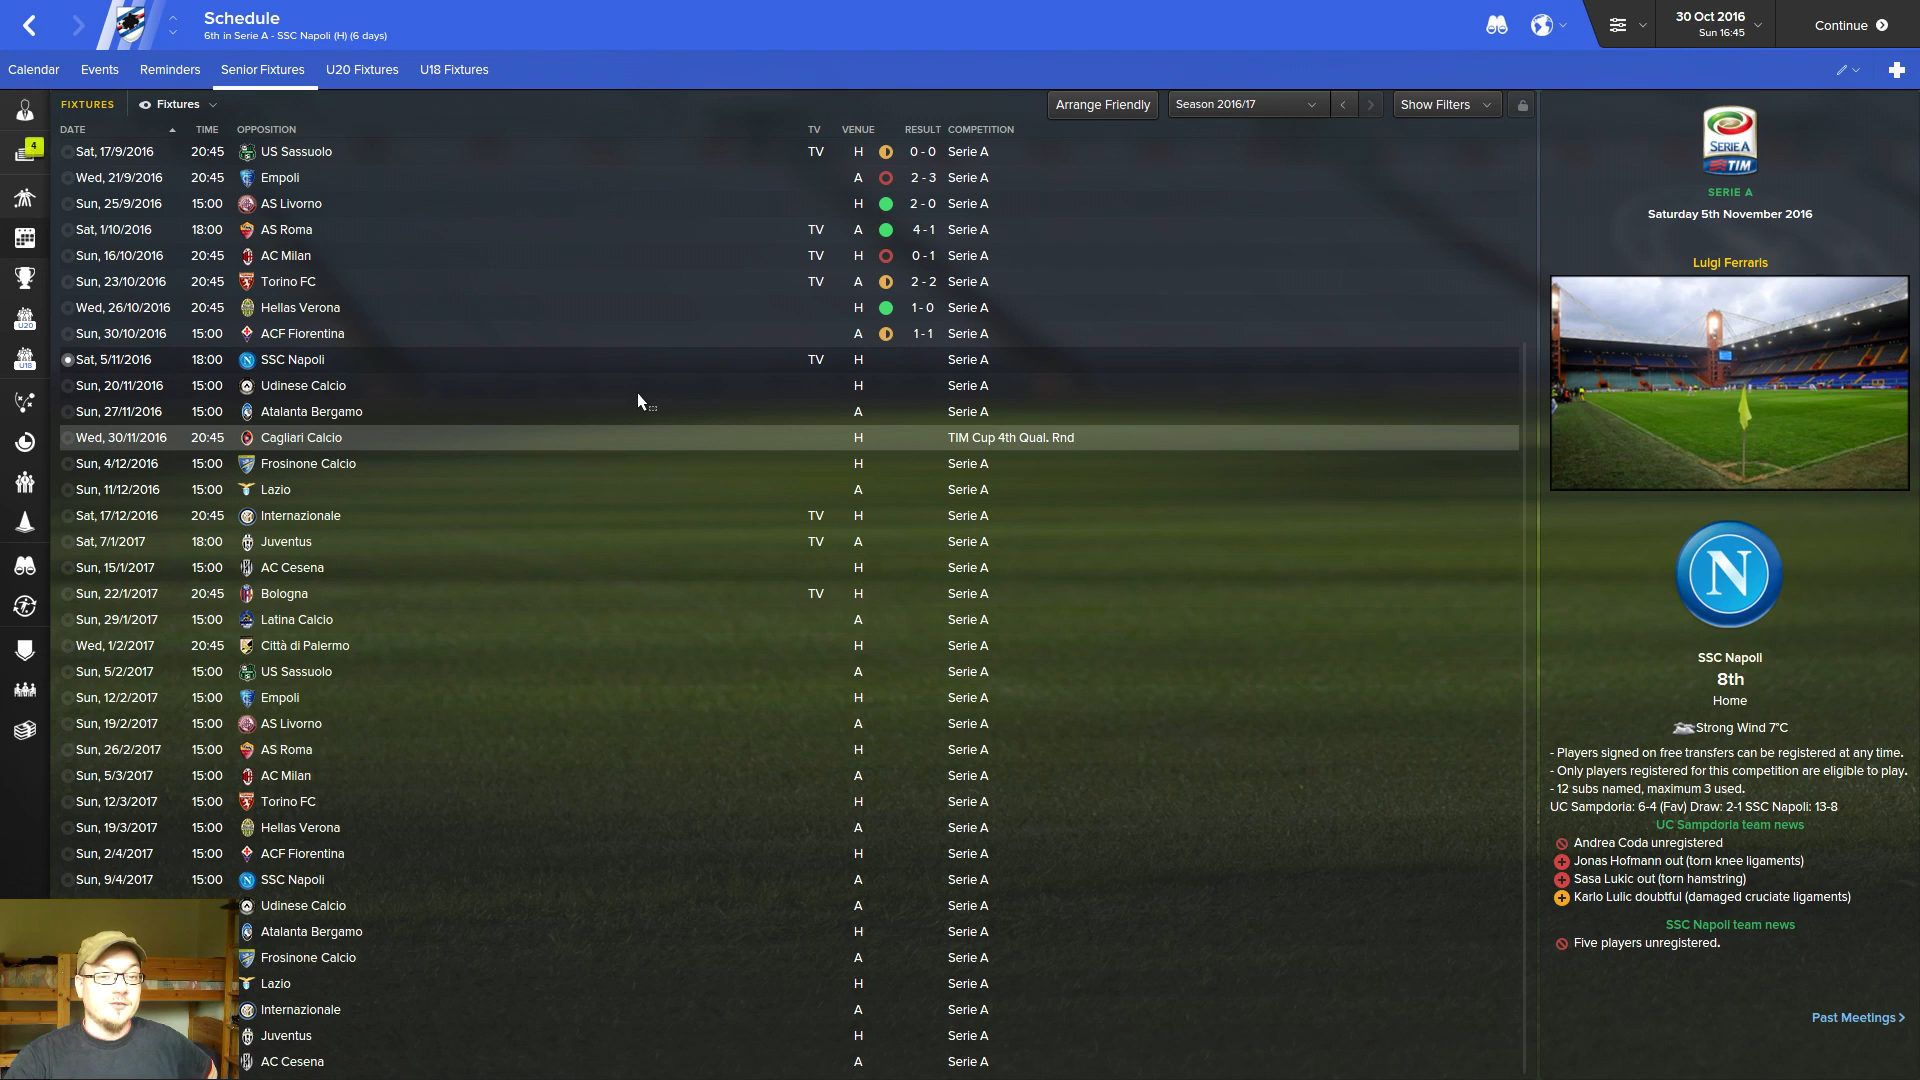 Schedule
6th in Serie A - SSC Napoli (H) (6 days)
30 Oct 2016
Sun 16:45
Continue
Calendar Events Reminders Senior Fixtures U20 Fixtures U18 Fixtures
FIXTURES Fixtures Arrange Friendly Season 2016/17 Show Filters
DATE TIME OPPOSITION TV VENUE RESULT COMPETITION
Sat, 17/9/2016 20:45 US Sassuolo TV H 0 - 0 Serie A
Wed, 21/9/2016 20:45 Empoli A 2 - 3 Serie A
Sun, 25/9/2016 15:00 AS Livorno H 2 - 0 Serie A
Sat, 1/10/2016 18:00 AS Roma TV A 4 - 1 Serie A
Sun, 16/10/2016 20:45 AC Milan TV H 0 - 1 Serie A
Sun, 23/10/2016 20:45 Torino FC TV A 2 - 2 Serie A
Wed, 26/10/2016 20:45 Hellas Verona H 1 - 0 Serie A
Sun, 30/10/2016 15:00 ACF Fiorentina A 1 - 1 Serie A
Sat, 5/11/2016 18:00 SSC Napoli TV H Serie A
Sun, 20/11/2016 15:00 Udinese Calcio H Serie A
Sun, 27/11/2016 15:00 Atalanta Bergamo A Serie A
Wed, 30/11/2016 20:45 Cagliari Calcio H TIM Cup 4th Qual. Rnd
Sun, 4/12/2016 15:00 Frosinone Calcio H Serie A
Sun, 11/12/2016 15:00 Lazio A Serie A
Sat, 17/12/2016 20:45 Internazionale TV H Serie A
Sat, 7/1/2017 18:00 Juventus TV A Serie A
Sun, 15/1/2017 15:00 AC Cesena H Serie A
Sun, 22/1/2017 20:45 Bologna TV H Serie A
Sun, 29/1/2017 15:00 Latina Calcio A Serie A
Wed, 1/2/2017 20:45 Città di Palermo H Serie A
Sun, 5/2/2017 15:00 US Sassuolo A Serie A
Sun, 12/2/2017 15:00 Empoli H Serie A
Sun, 19/2/2017 15:00 AS Livorno A Serie A
Sun, 26/2/2017 15:00 AS Roma H Serie A
Sun, 5/3/2017 15:00 AC Milan A Serie A
Sun, 12/3/2017 15:00 Torino FC H Serie A
Sun, 19/3/2017 15:00 Hellas Verona A Serie A
Sun, 2/4/2017 15:00 ACF Fiorentina H Serie A
Sun, 9/4/2017 15:00 SSC Napoli A Serie A
Udinese Calcio A Serie A
Atalanta Bergamo H Serie A
Frosinone Calcio A Serie A
Lazio H Serie A
Internazionale A Serie A
Juventus H Serie A
AC Cesena A Serie A
4
U20
U18
SERIE A
TIM
SERIE A
Saturday 5th November 2016
Luigi Ferraris
N
SSC Napoli
8th
Home
Strong Wind 7°C
- Players signed on free transfers can be registered at any time.
- Only players registered for this competition are eligible to play.
- 12 subs named, maximum 3 used.
UC Sampdoria: 6-4 (Fav) Draw: 2-1 SSC Napoli: 13-8
UC Sampdoria team news
Andrea Coda unregistered
Jonas Hofmann out (torn knee ligaments)
Sasa Lukic out (torn hamstring)
Karlo Lulic doubtful (damaged cruciate ligaments)
SSC Napoli team news
Five players unregistered.
Past Meetings >